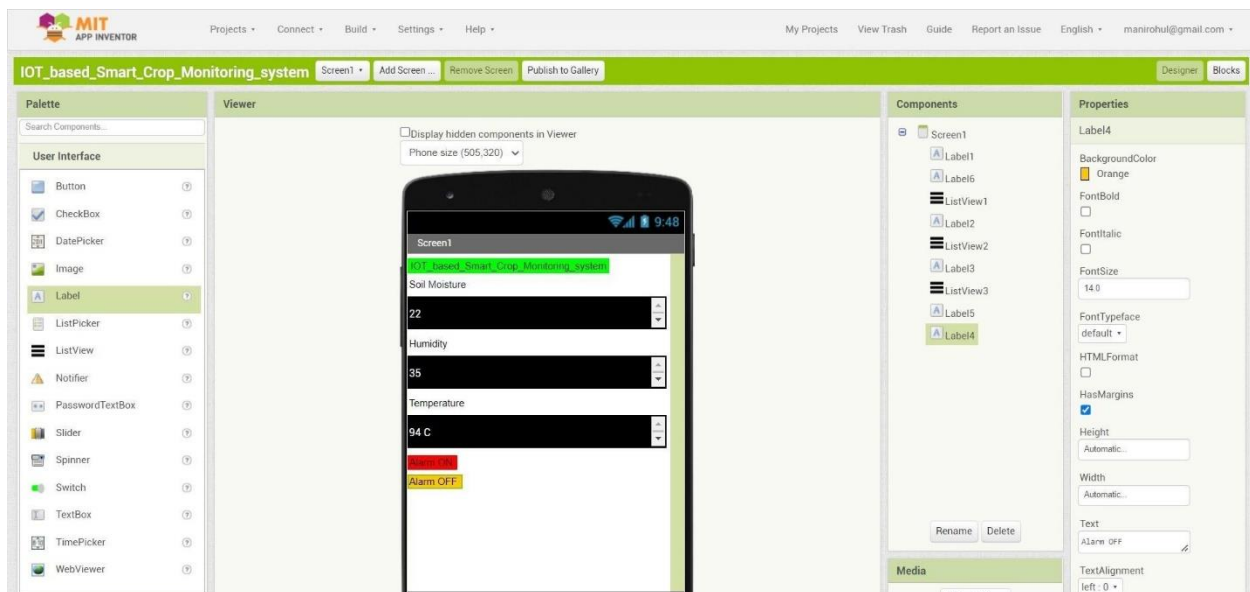 MIT
APP INVENTOR
Projects Connect Build Settings Help
My Projects View Trash Guide Report an Issue English manirohul@gmail.com
IOT_based_Smart_Crop_Monitoring_system Screen1 Add Screen ... Remove Screen Publish to Gallery
Designer Blocks
Palette
Search Components...
User Interface
Button
CheckBox
DatePicker
Image
Label
ListPicker
ListView
Notifier
PasswordTextBox
Slider
Spinner
Switch
TextBox
TimePicker
WebViewer
Viewer
Display hidden components in Viewer
Phone size (505,320)
9:48
Screen1
IOT_based_Smart_Crop_Monitoring_system
Soil Moisture
22
Humidity
35
Temperature
94 C
Alarm ON
Alarm OFF
Components
Screen1
Label1
Label6
ListView1
Label2
ListView2
Label3
ListView3
Label5
Label4
Rename Delete
Media
Properties
Label4
BackgroundColor
Orange
FontBold
FontItalic
FontSize
14.0
FontTypeface
default
HTMLFormat
HasMargins
Height
Automatic...
Width
Automatic...
Text
Alarm OFF
TextAlignment
left : 0